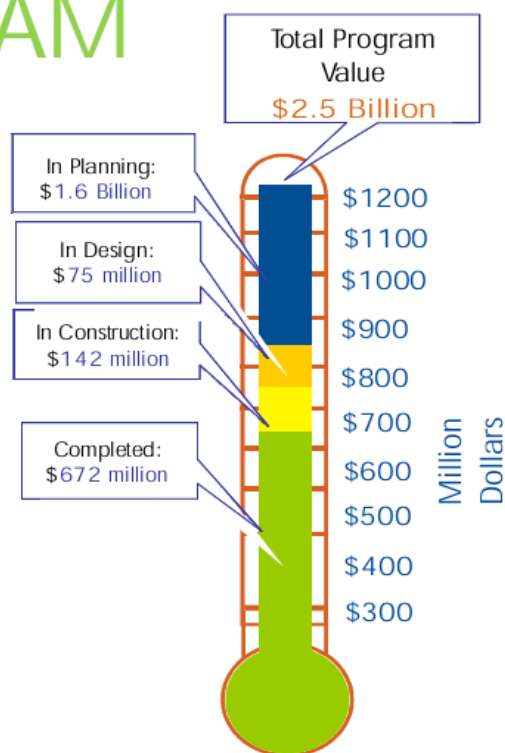 AM
Total Program
Value
$2.5 Billion
In Planning:
$1.6 Billion
In Design:
$75 million
In Construction:
$142 million
Completed:
$672 million
$1200
$1100
$1000
$900
$800
$700
$600
$500
$400
$300
Million
Dollars